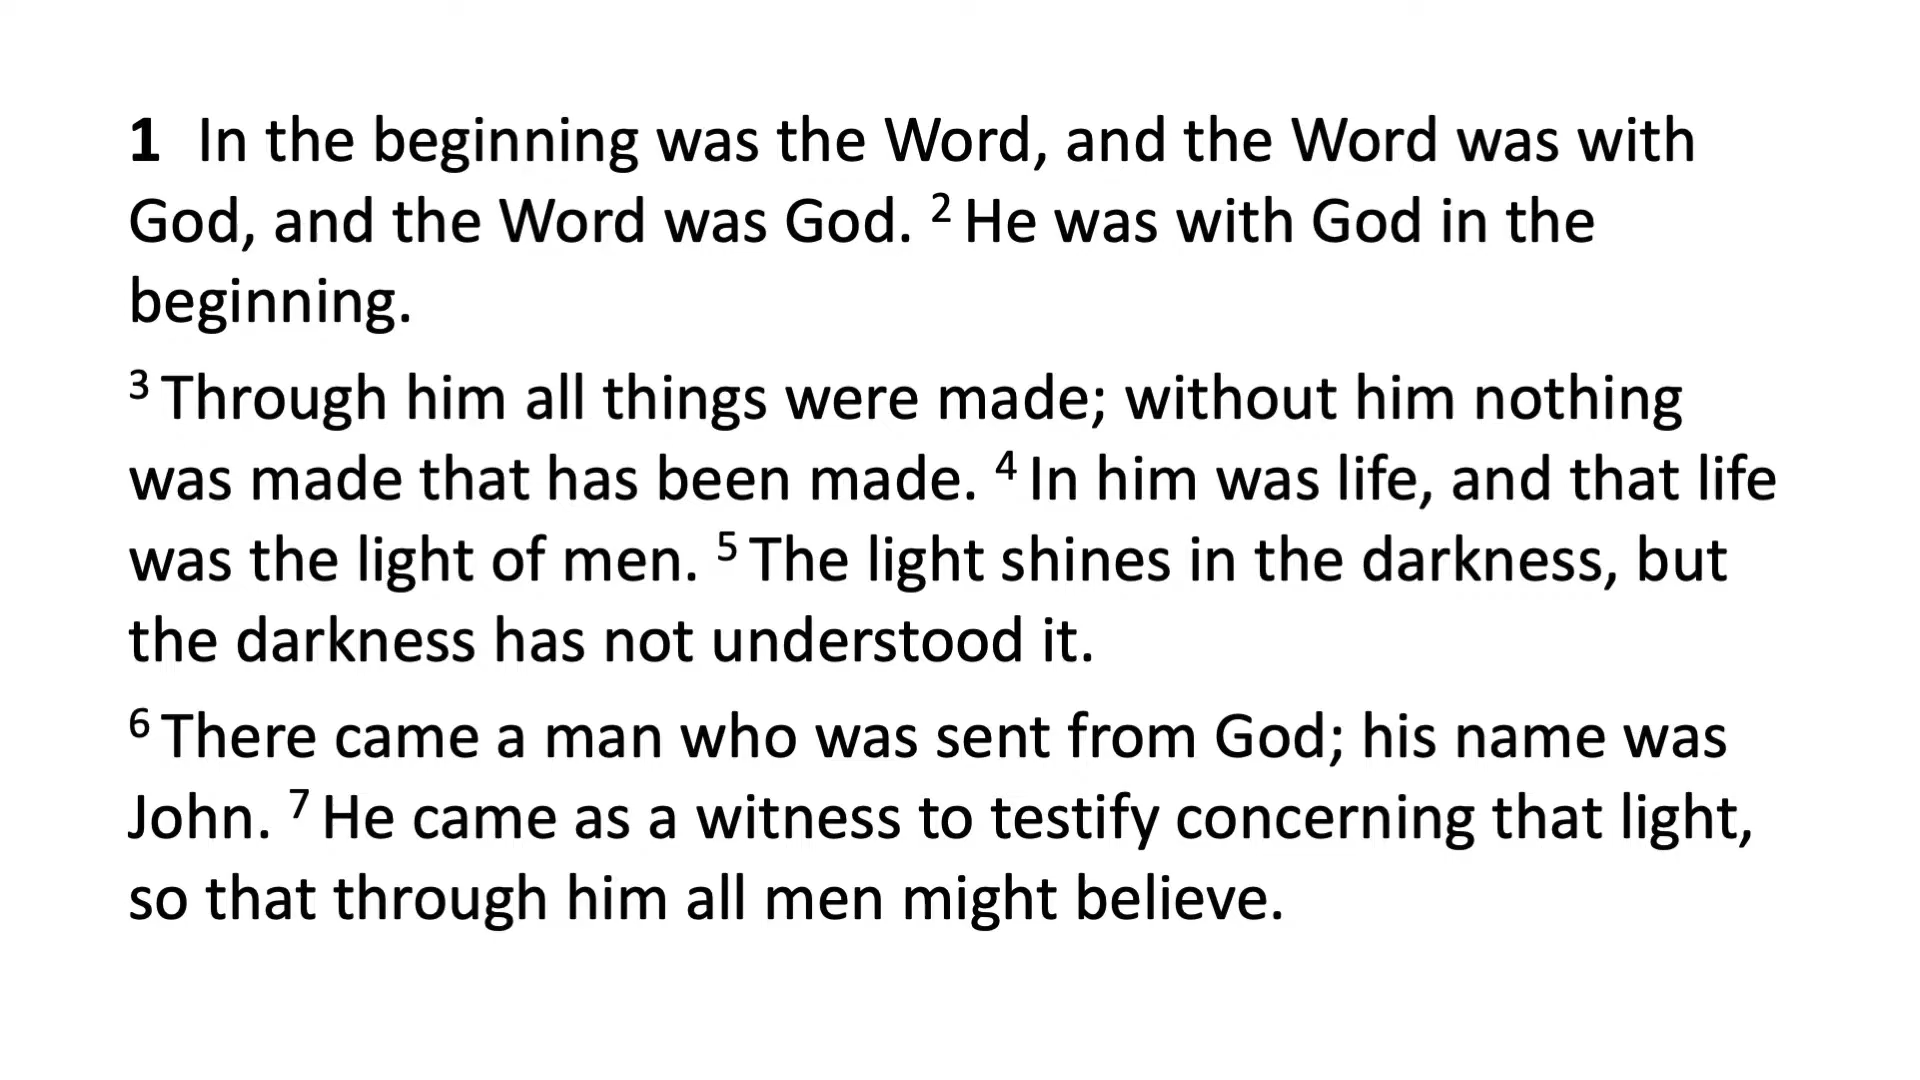 1 In the beginning was the Word, and the Word was with
God, and the Word was God. 2 He was with God in the
beginning.
3 Through him all things were made; without him nothing
was made that has been made. 4 In him was life, and that life
was the light of men. 5 The light shines in the darkness, but
the darkness has not understood it.
6 There came a man who was sent from God; his name was
John. 7 He came as a witness to testify concerning that light,
so that through him all men might believe.